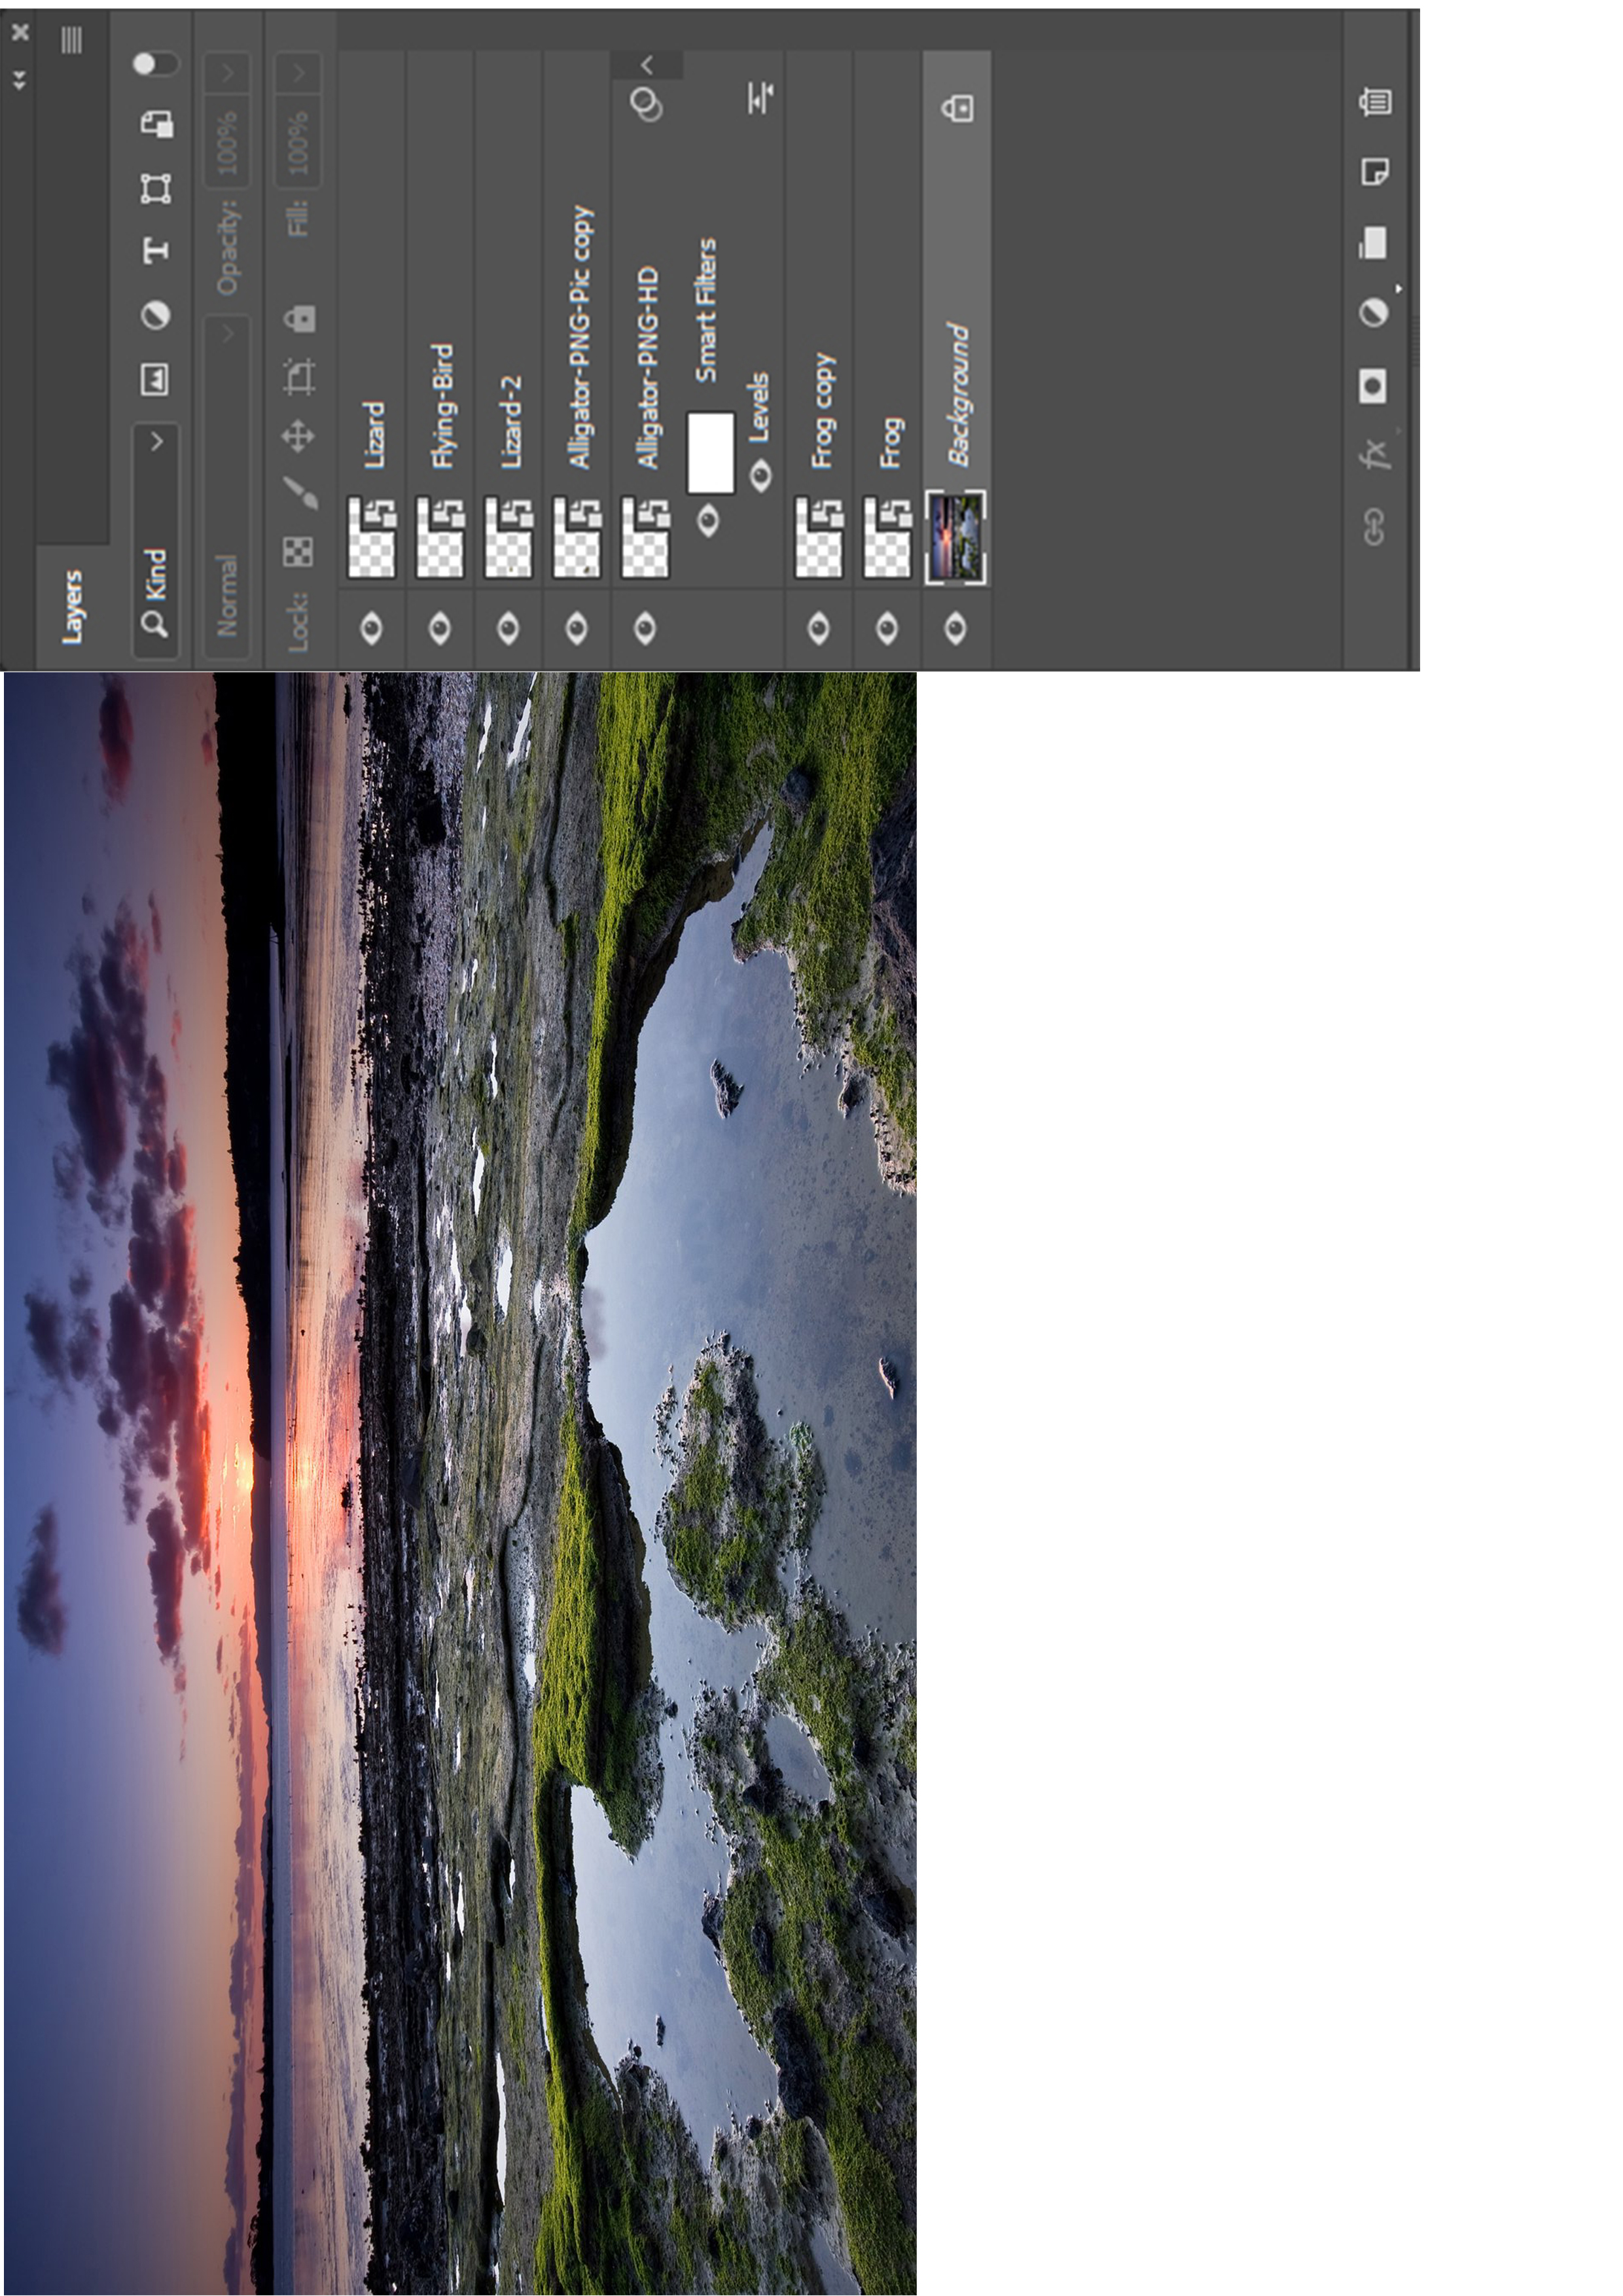 Layers
Kind
Normal Opacity: 100%
Lock: Fill: 100%
Lizard
Flying-Bird
Lizard-2
Alligator-PNG-Pic copy
Alligator-PNG-HD
Smart Filters
Levels
Frog copy
Frog
Background
fx